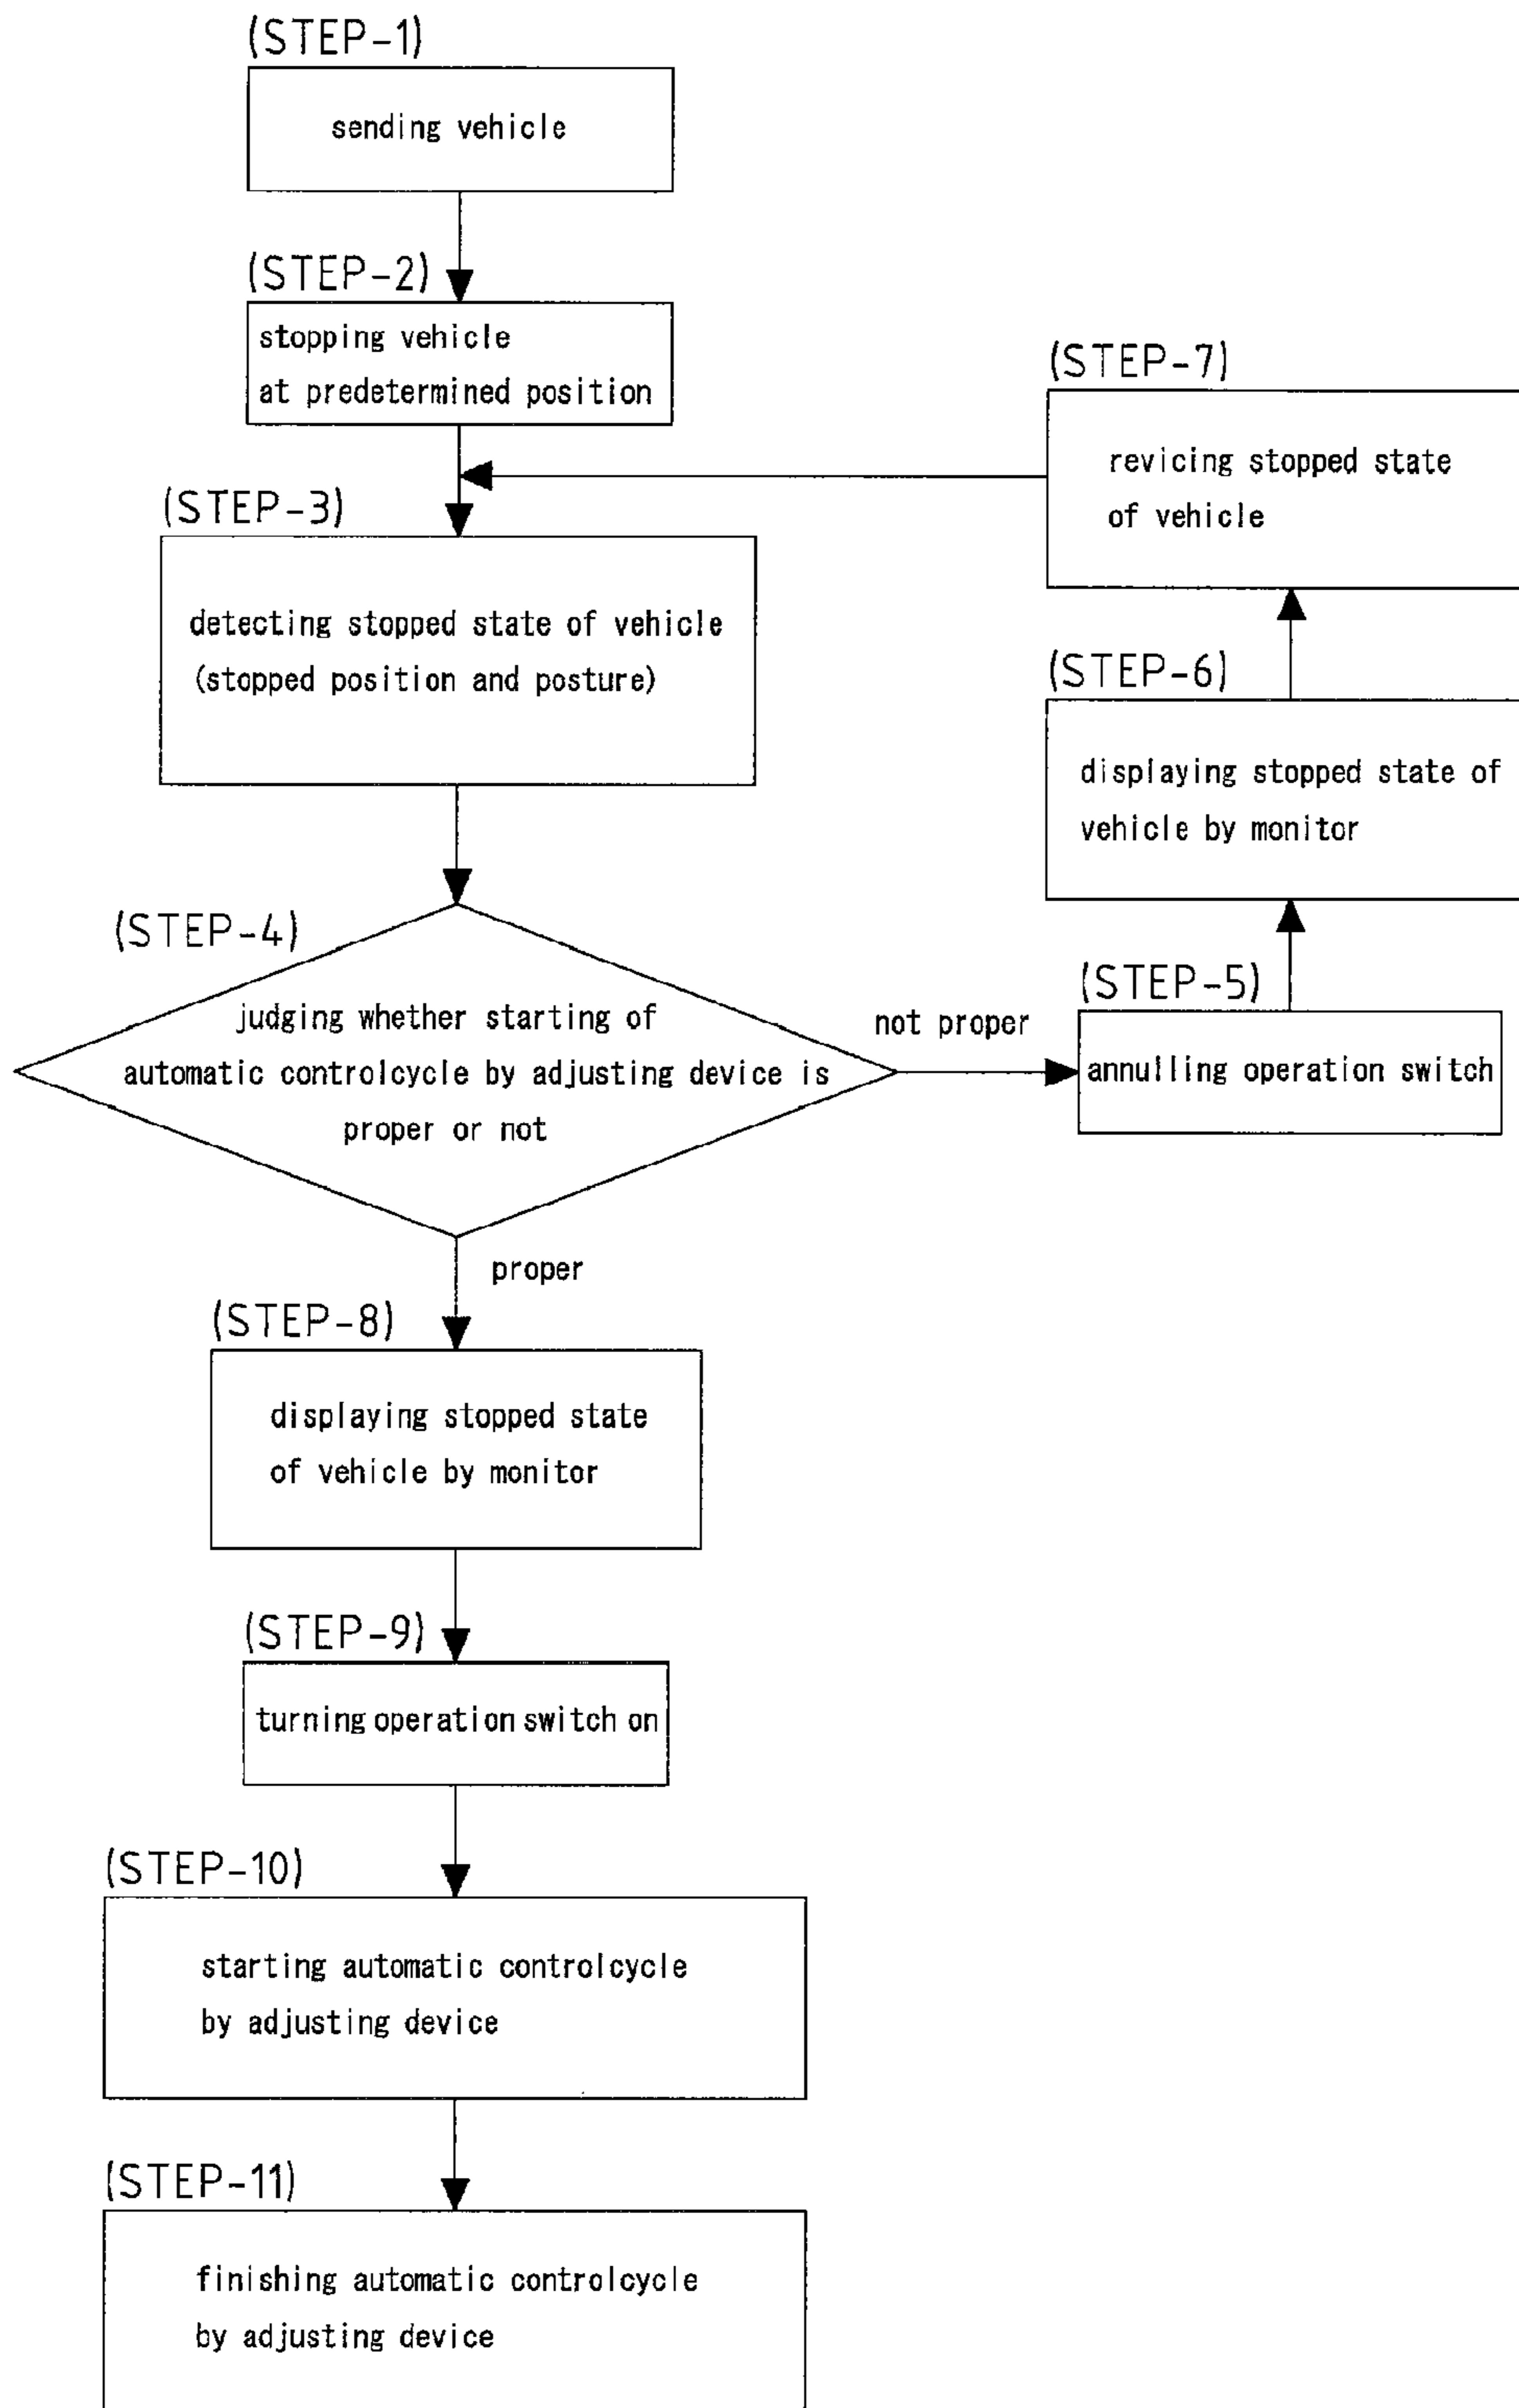 (STEP-1)
sending vehicle
(STEP-2)
stopping vehicle
at predetermined position
(STEP-3)
detecting stopped state of vehicle
(stopped position and posture)
(STEP-4)
judging whether starting of
automatic controlcycle by adjusting device is
proper or not
not proper
(STEP-5)
annulling operation switch
(STEP-6)
displaying stopped state of
vehicle by monitor
(STEP-7)
revicing stopped state
of vehicle
proper
(STEP-8)
displaying stopped state
of vehicle by monitor
(STEP-9)
turning operation switch on
(STEP-10)
starting automatic controlcycle
by adjusting device
(STEP-11)
finishing automatic controlcycle
by adjusting device